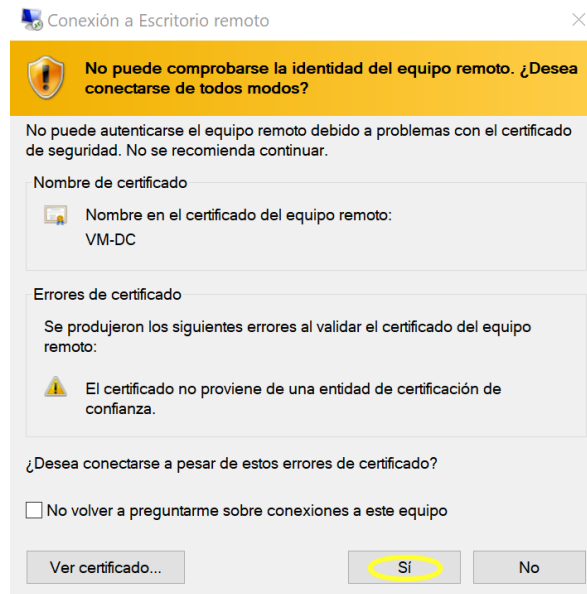 Conexión a Escritorio remoto
No puede comprobarse la identidad del equipo remoto. ¿Desea
conectarse de todos modos?
No puede autenticarse el equipo remoto debido a problemas con el certificado
de seguridad. No se recomienda continuar.
Nombre de certificado
Nombre en el certificado del equipo remoto:
VM-DC
Errores de certificado
Se produjeron los siguientes errores al validar el certificado del equipo
remoto:
El certificado no proviene de una entidad de certificación de
confianza.
¿Desea conectarse a pesar de estos errores de certificado?
No volver a preguntarme sobre conexiones a este equipo
Ver certificado... Sí No